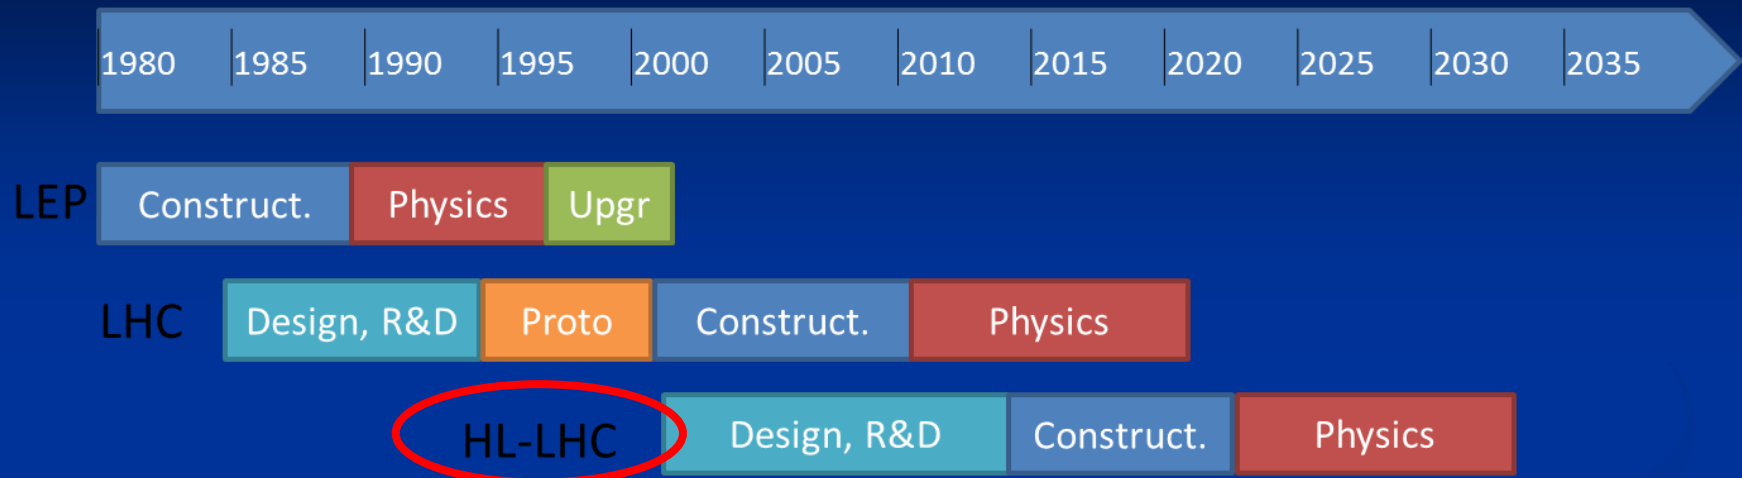 1980 1985 1990 1995 2000 2005 2010 2015 2020 2025 2030 2035
LEP Construct. Physics Upgr
LHC Design, R&D Proto Construct. Physics
HL-LHC Design, R&D Construct. Physics